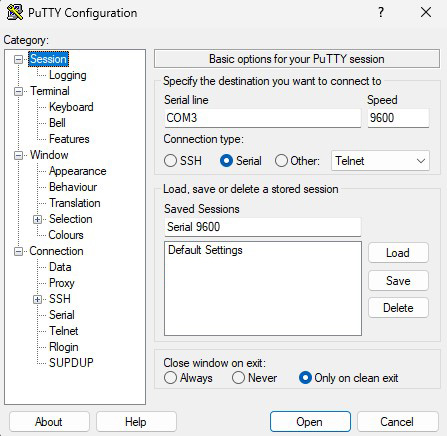 PuTTY Configuration
? X
Category:
Session
Logging
Terminal
Keyboard
Bell
Features
Window
Appearance
Behaviour
Translation
Selection
Colours
Connection
Data
Proxy
SSH
Serial
Telnet
Rlogin
SUPDUP
Basic options for your PuTTY session
Specify the destination you want to connect to
Serial line Speed
COM3 9600
Connection type:
SSH Serial Other: Telnet
Load, save or delete a stored session
Saved Sessions
Serial 9600
Default Settings
Load
Save
Delete
Close window on exit:
Always Never Only on clean exit
About Help Open Cancel